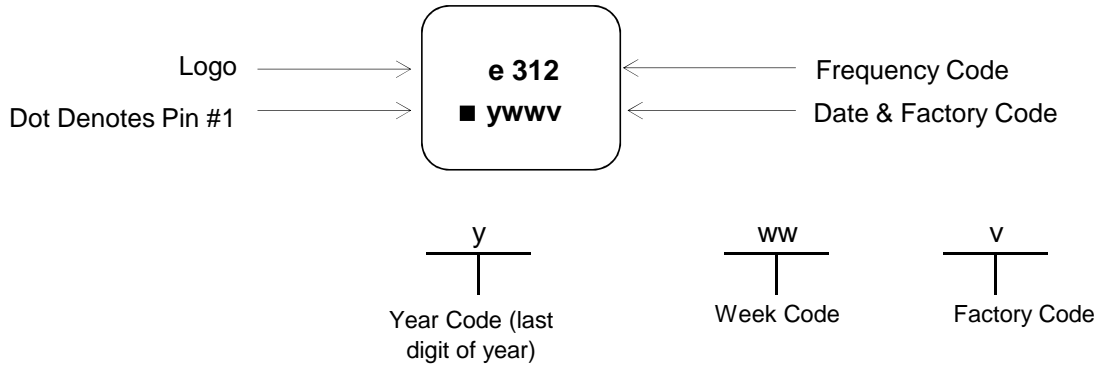 Logo
e 312
Frequency Code
Dot Denotes Pin #1
■ ywwv
Date & Factory Code
y
ww
v
Year Code (last
digit of year)
Week Code
Factory Code